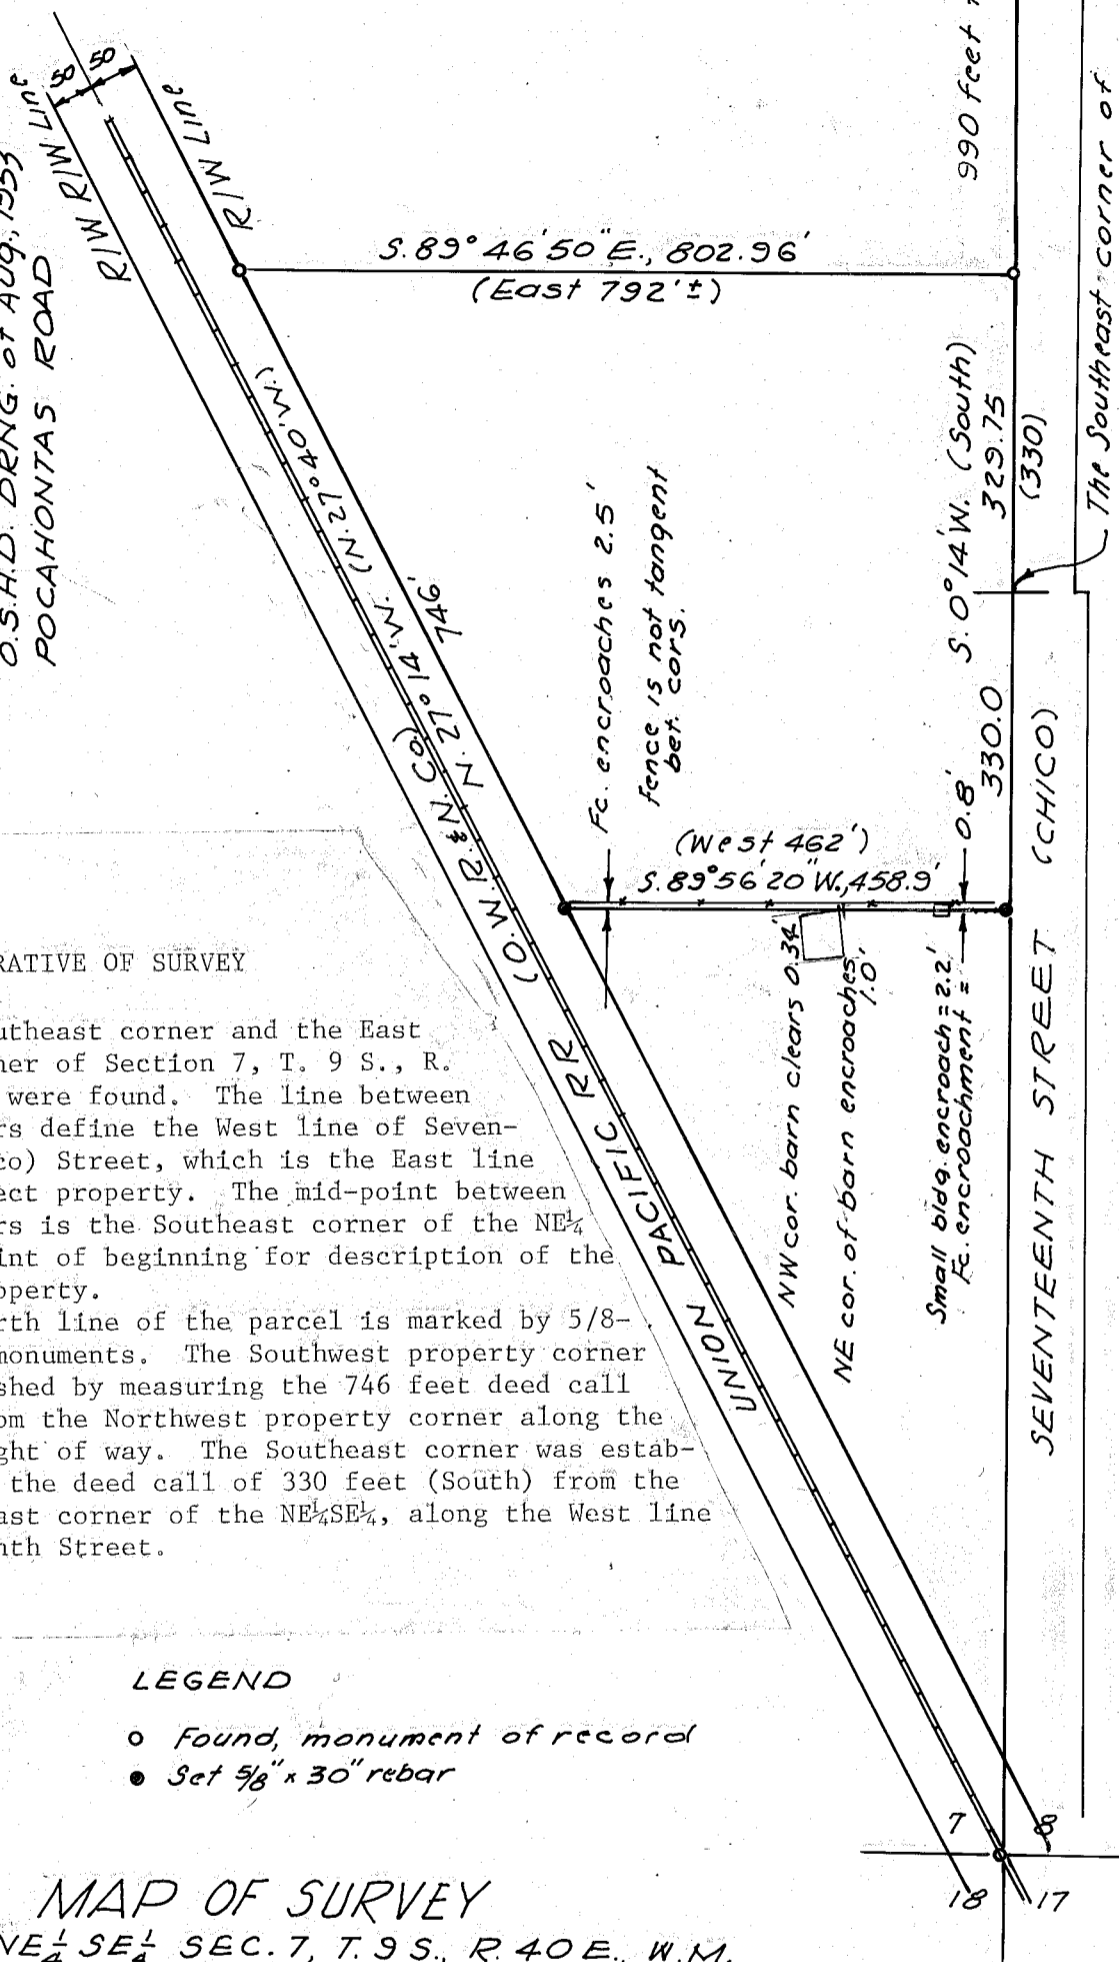 O.S.H.D. DRNG. of AUG., 1933
POCAHONTAS ROAD
50 50
R/W R/W Line
R/W Line
990 feet
S. 89° 46' 50" E., 802.96'
(East 792'±)
The Southeast corner of
S. 0° 14' W. (South)
329.75
(330)
N. 27° 14' W. (N. 27° 40' W.)
746'
(O.W.R. & N. CO.)
UNION PACIFIC RR
Fc. encroaches 2.5'
Fence is not tangent
bet. cors.
330.0
(West 462')
S. 89° 56' 20" W., 458.9'
0.8'
NW cor. barn clears 0.34'
NE cor. of barn encroaches
1.0'
Small bldg. encroach = 2.2'
Fc. encroachment =
SEVENTEENTH STREET (CHICO)
RATIVE OF SURVEY
utheast corner and the East
ner of Section 7, T. 9 S., R.
were found. The line between
rs define the West line of Seven-
co) Street, which is the East line
ect property. The mid-point between
rs is the Southeast corner of the NE¼
int of beginning for description of the
operty.
rth line of the parcel is marked by 5/8-
monuments. The Southwest property corner
shed by measuring the 746 feet deed call
om the Northwest property corner along the
ght of way. The Southeast corner was estab-
the deed call of 330 feet (South) from the
ast corner of the NE¼SE¼, along the West line
nth Street.
LEGEND
Found, monument of record
Set 5/8" x 30" rebar
7 8
18 17
MAP OF SURVEY
NE¼ SE¼ SEC. 7, T. 9 S., R. 40 E., W.M.